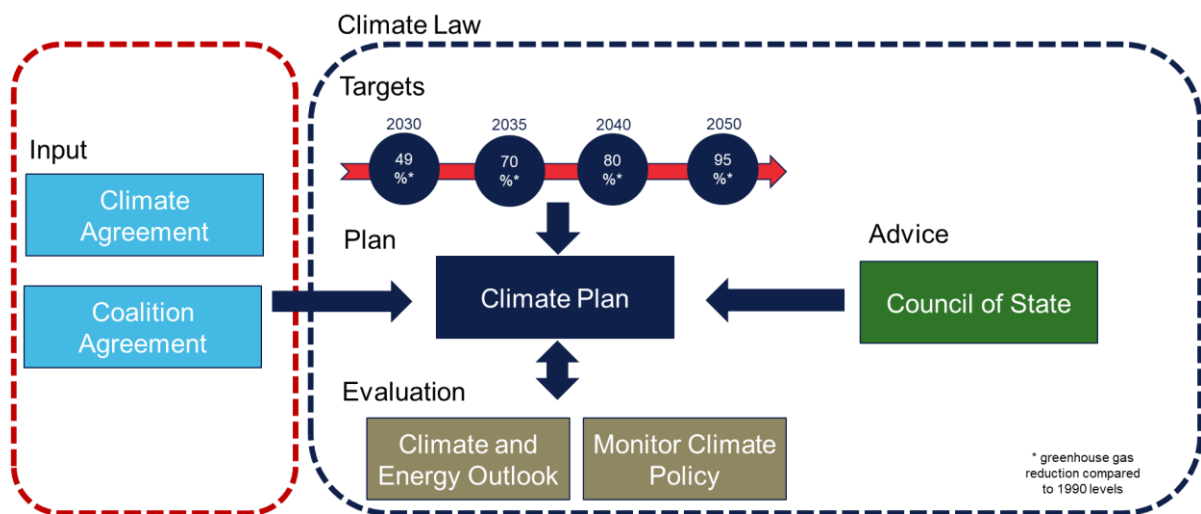 Climate Law
Targets
2030
2035
2040
2050
49
%*
70
%*
80
%*
95
%*
Input
Climate
Agreement
Coalition
Agreement
Plan
Climate Plan
Advice
Council of State
Evaluation
Climate and
Energy Outlook
Monitor Climate
Policy
* greenhouse gas
reduction compared
to 1990 levels